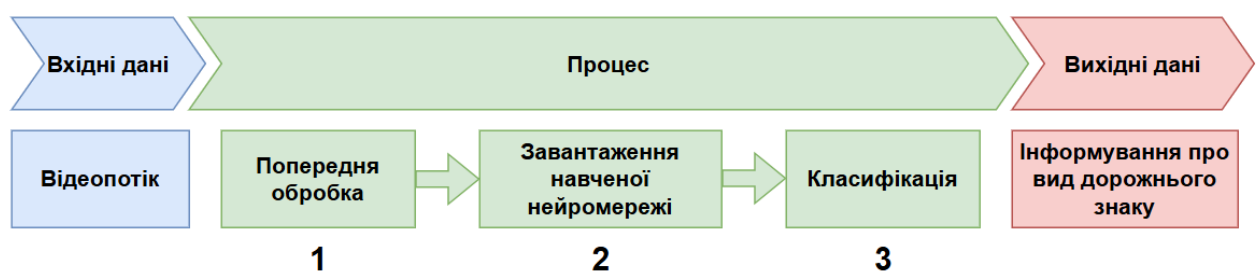 Вхідні дані
Процес
Вихідні дані
Відеопотік
Попередня
обробка
Завантаження
навченої
нейромережі
Класифікація
Інформування про
вид дорожнього
знаку
1
2
3